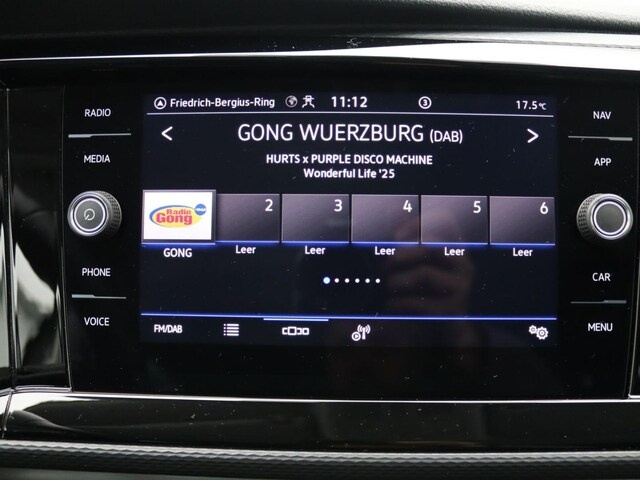 RADIO
MEDIA
PHONE
VOICE
Friedrich-Bergius-Ring 11:12 3 17.5°C
< GONG WUERZBURG (DAB) >
HURTS x PURPLE DISCO MACHINE
Wonderful Life '25
Radio Gong
2 3 4 5 6
GONG Leer Leer Leer Leer Leer
FM/DAB
NAV
APP
CAR
MENU